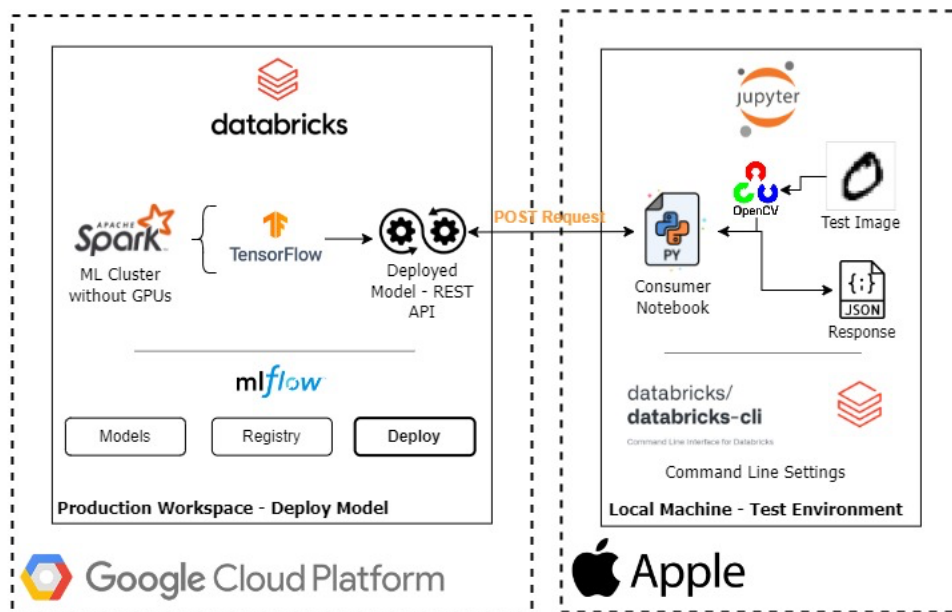 databricks
APACHE
Spark
ML Cluster
without GPUs
TensorFlow
Deployed
Model - REST
API
mlflow
Models
Registry
Deploy
Production Workspace - Deploy Model
Google Cloud Platform
POST Request
jupyter
OpenCV
Test Image
PY
Consumer
Notebook
{;}
JSON
Response
databricks/
databricks-cli
Command Line Interface for Databricks
Command Line Settings
Local Machine - Test Environment
Apple